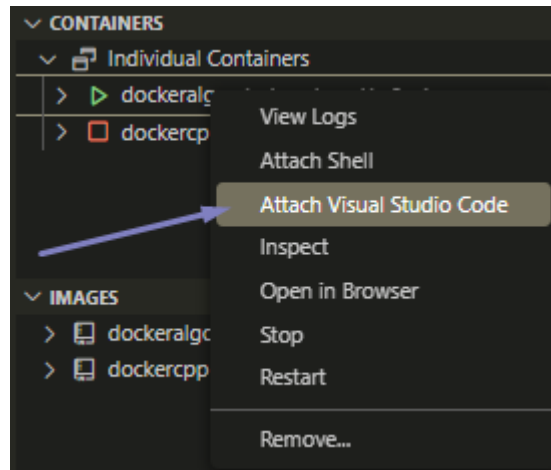 CONTAINERS
Individual Containers
dockeralg
dockercp
View Logs
Attach Shell
Attach Visual Studio Code
Inspect
Open in Browser
Stop
Restart
Remove...
IMAGES
dockeralgo
dockercpp